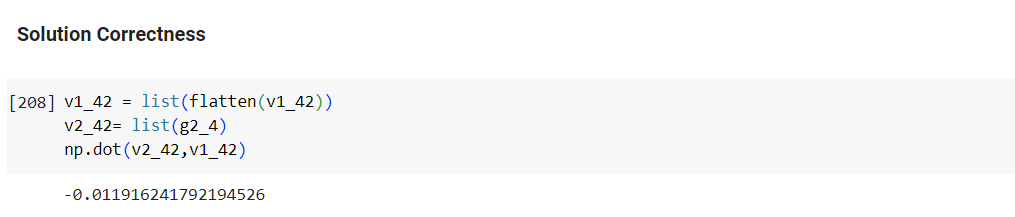 Solution Correctness
[208] v1_42 = list(flatten(v1_42))
v2_42= list(g2_4)
np.dot(v2_42,v1_42)
-0.011916241792194526